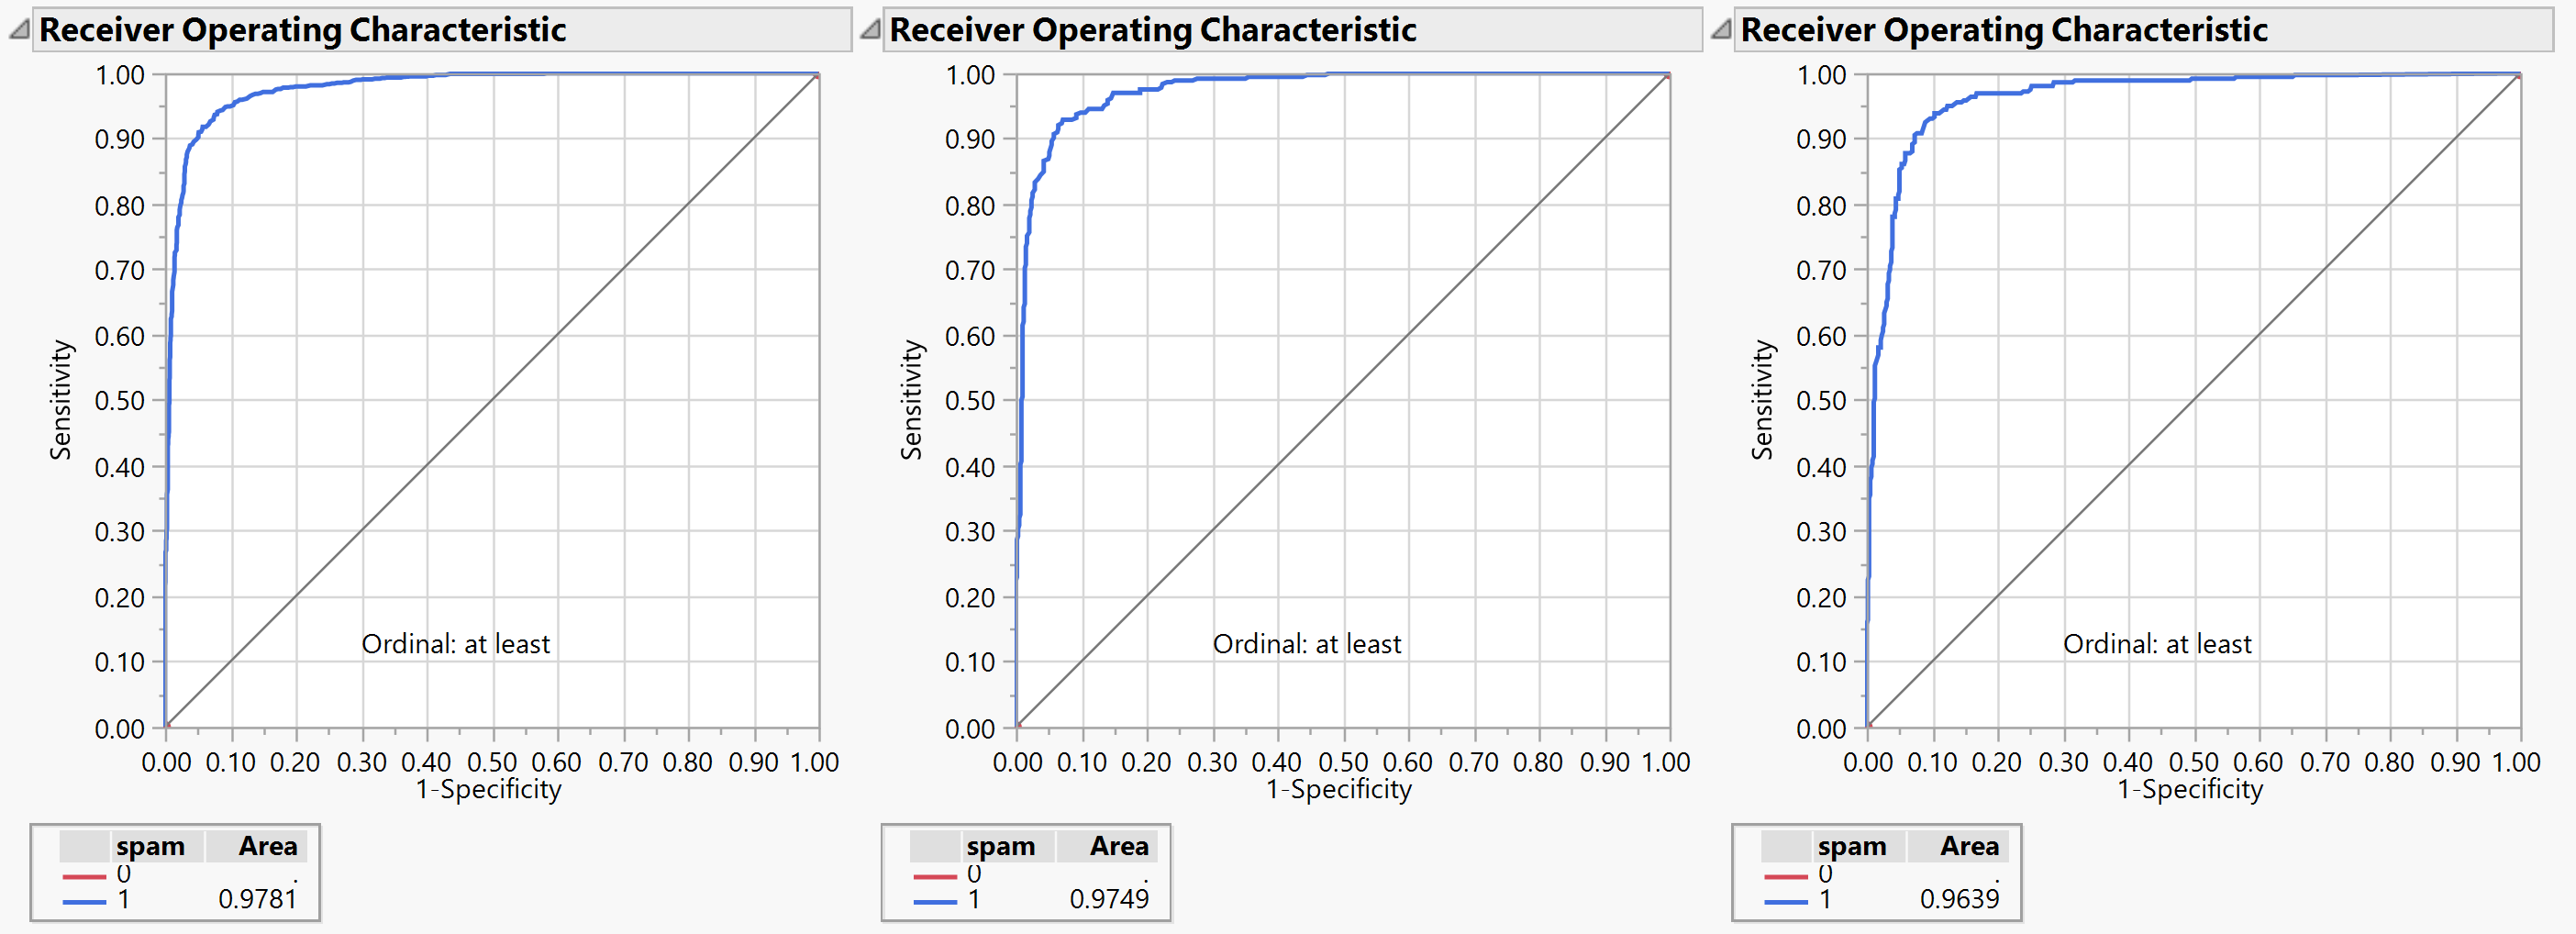 Receiver Operating Characteristic
1.00
0.90
0.80
0.70
0.60
0.50
0.40
0.30
0.20
0.10
0.00
Sensitivity
Ordinal: at least
0.00 0.10 0.20 0.30 0.40 0.50 0.60 0.70 0.80 0.90 1.00
1-Specificity
spam Area
0 .
1 0.9781
Receiver Operating Characteristic
1.00
0.90
0.80
0.70
0.60
0.50
0.40
0.30
0.20
0.10
0.00
Sensitivity
Ordinal: at least
0.00 0.10 0.20 0.30 0.40 0.50 0.60 0.70 0.80 0.90 1.00
1-Specificity
spam Area
0 .
1 0.9749
Receiver Operating Characteristic
1.00
0.90
0.80
0.70
0.60
0.50
0.40
0.30
0.20
0.10
0.00
Sensitivity
Ordinal: at least
0.00 0.10 0.20 0.30 0.40 0.50 0.60 0.70 0.80 0.90 1.00
1-Specificity
spam Area
0 .
1 0.9639